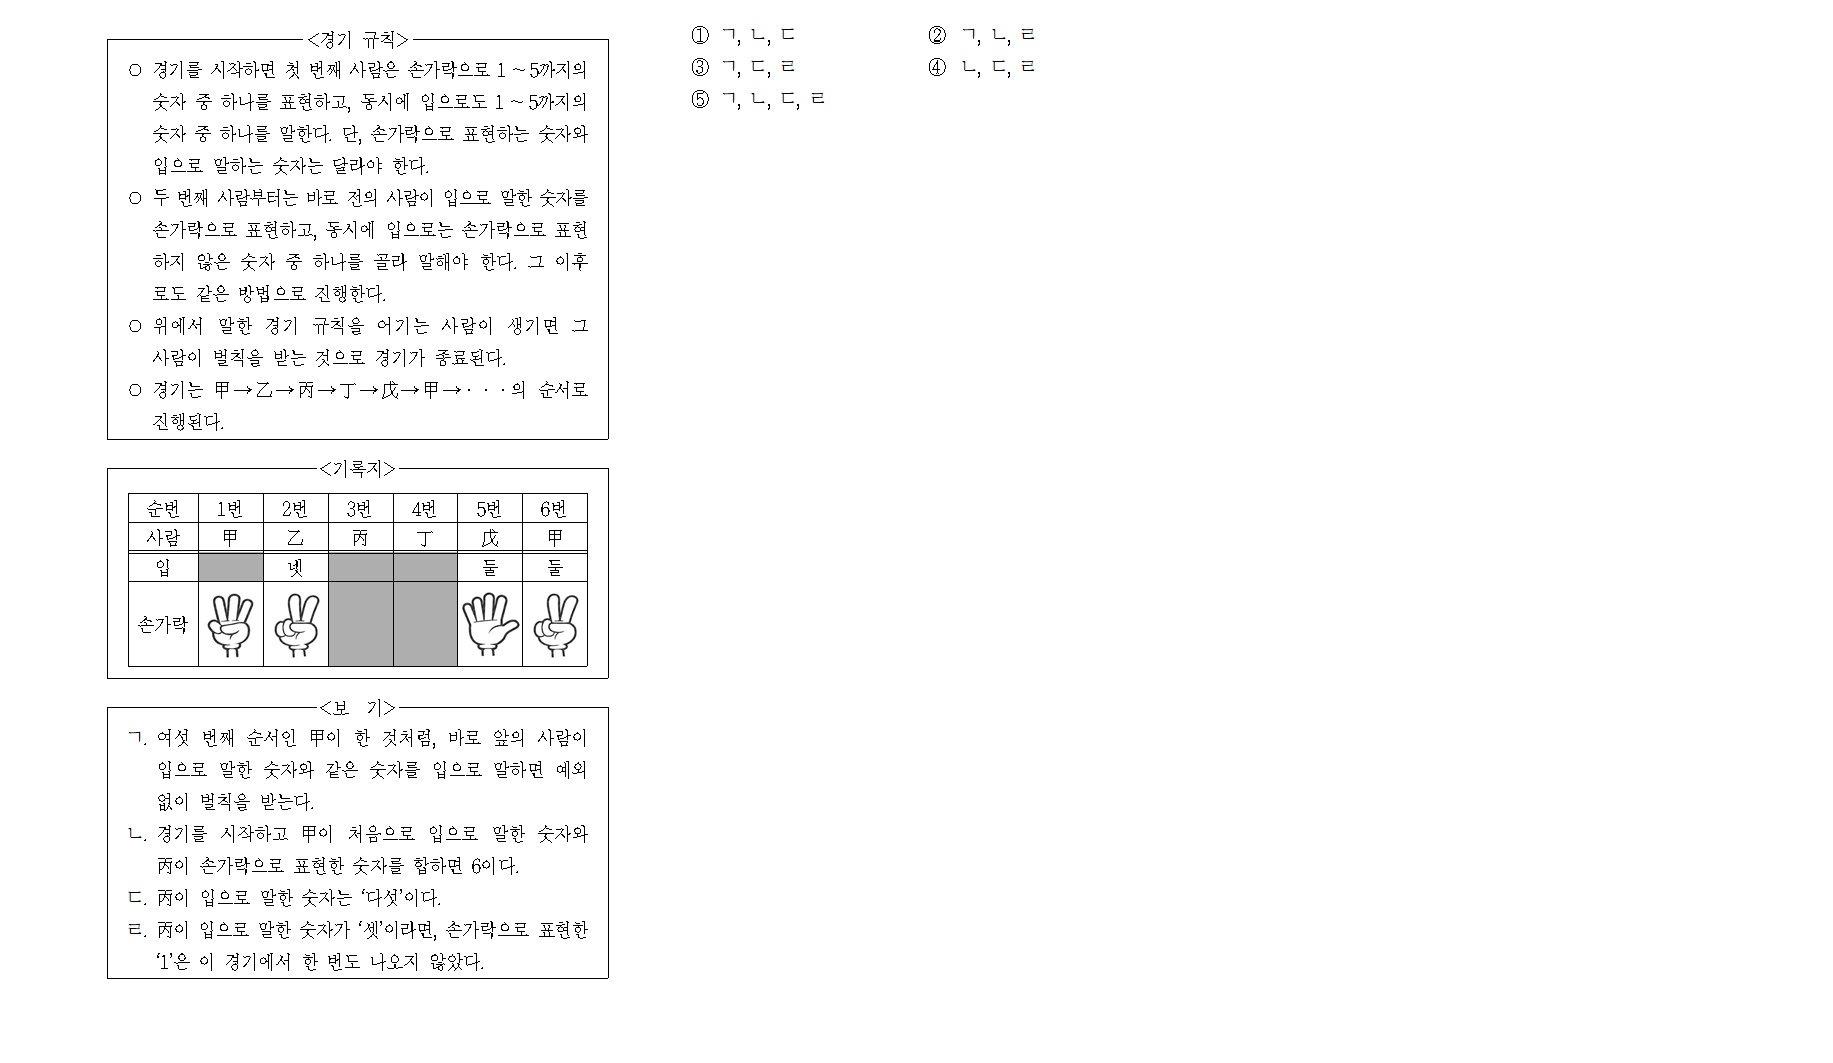 <경기 규칙>
○ 경기를 시작하면 첫 번째 사람은 손가락으로 1 ~ 5까지의
숫자 중 하나를 표현하고, 동시에 입으로도 1 ~ 5까지의
숫자 중 하나를 말한다. 단, 손가락으로 표현하는 숫자와
입으로 말하는 숫자는 달라야 한다.
○ 두 번째 사람부터는 바로 전의 사람이 입으로 말한 숫자를
손가락으로 표현하고, 동시에 입으로는 손가락으로 표현
하지 않은 숫자 중 하나를 골라 말해야 한다. 그 이후
로도 같은 방법으로 진행한다.
○ 위에서 말한 경기 규칙을 어기는 사람이 생기면 그
사람이 벌칙을 받는 것으로 경기가 종료된다.
○ 경기는 甲→乙→丙→丁→戊→甲→· · ·의 순서로
진행된다.
<기록지>
순번 1번 2번 3번 4번 5번 6번
사람 甲 乙 丙 丁 戊 甲
입 넷 둘 둘
손가락
<보 기>
ㄱ. 여섯 번째 순서인 甲이 한 것처럼, 바로 앞의 사람이
입으로 말한 숫자와 같은 숫자를 입으로 말하면 예외
없이 벌칙을 받는다.
ㄴ. 경기를 시작하고 甲이 처음으로 입으로 말한 숫자와
丙이 손가락으로 표현한 숫자를 합하면 6이다.
ㄷ. 丙이 입으로 말한 숫자는 ‘다섯’이다.
ㄹ. 丙이 입으로 말한 숫자가 ‘셋’이라면, 손가락으로 표현한
‘1’은 이 경기에서 한 번도 나오지 않았다.
① ㄱ, ㄴ, ㄷ ② ㄱ, ㄴ, ㄹ
③ ㄱ, ㄷ, ㄹ ④ ㄴ, ㄷ, ㄹ
⑤ ㄱ, ㄴ, ㄷ, ㄹ